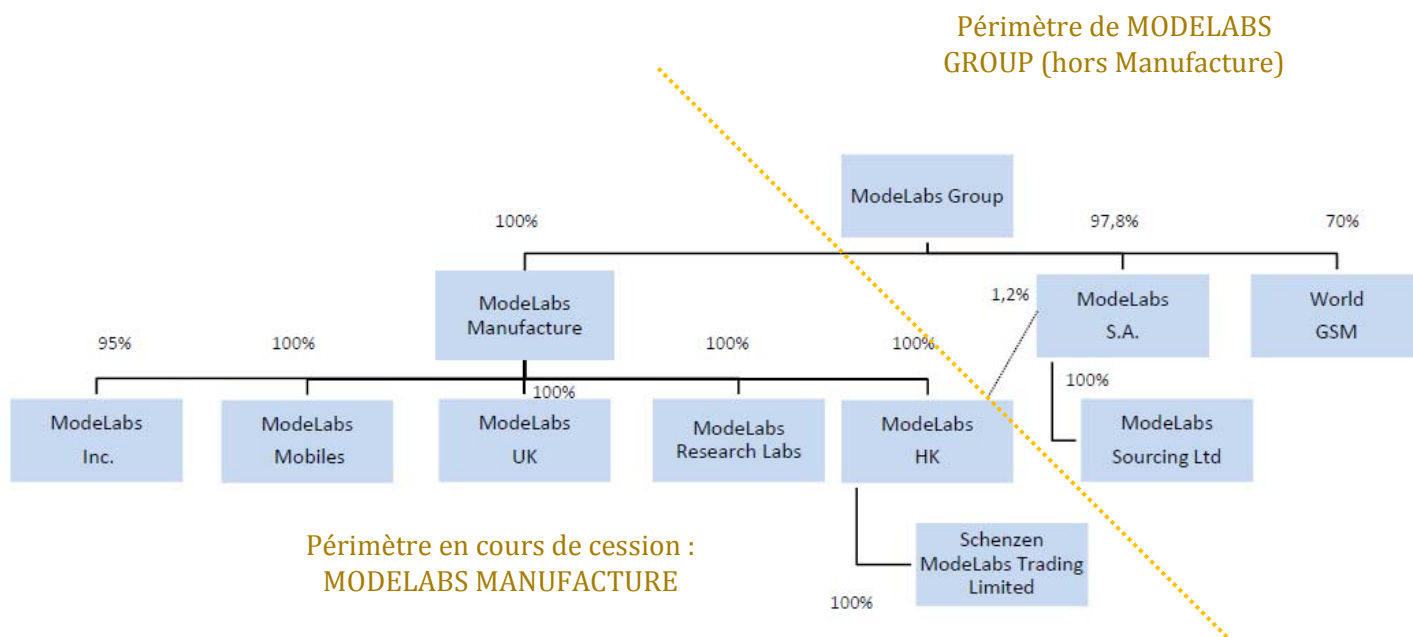 Périmètre de MODELABS
GROUP (hors Manufacture)
ModeLabs Group
100%
97,8%
70%
ModeLabs
Manufacture
1,2%
ModeLabs
S.A.
World
GSM
95%
100%
100%
100%
100%
100%
ModeLabs
Inc.
ModeLabs
Mobiles
ModeLabs
UK
ModeLabs
Research Labs
ModeLabs
HK
ModeLabs
Sourcing Ltd
Périmètre en cours de cession :
MODELABS MANUFACTURE
Schenzen
ModeLabs Trading
Limited
100%